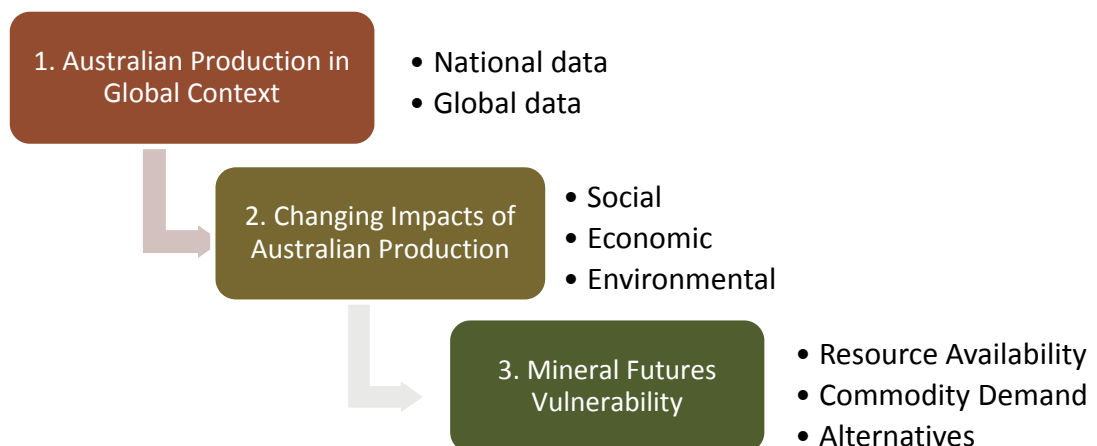 1. Australian Production in
Global Context
• National data
• Global data
2. Changing Impacts of
Australian Production
• Social
• Economic
• Environmental
3. Mineral Futures
Vulnerability
• Resource Availability
• Commodity Demand
• Alternatives